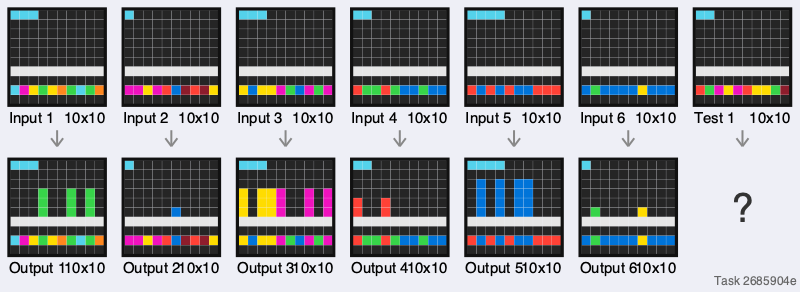 Input 1 10x10 Input 2 10x10 Input 3 10x10 Input 4 10x10 Input 5 10x10 Input 6 10x10 Test 1 10x10
?
Output 110x10 Output 210x10 Output 310x10 Output 410x10 Output 510x10 Output 610x10
Task 2685904e